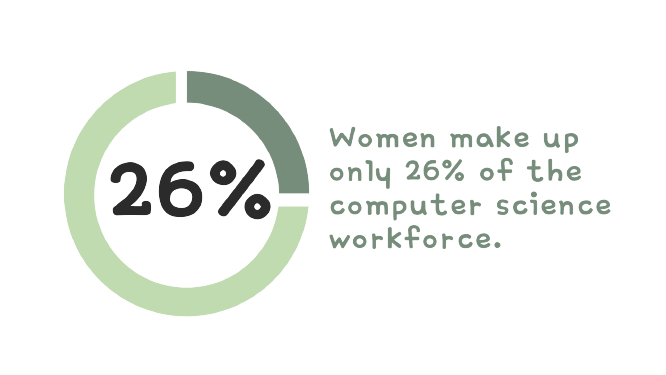 26%
Women make up
only 26% of the
computer science
workforce.